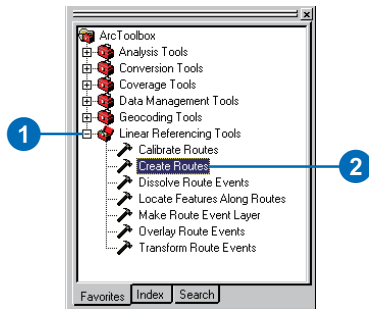 ArcToolbox
Analysis Tools
Conversion Tools
Coverage Tools
Data Management Tools
Geocoding Tools
1 Linear Referencing Tools
Calibrate Routes
Create Routes 2
Dissolve Route Events
Locate Features Along Routes
Make Route Event Layer
Overlay Route Events
Transform Route Events
Favorites Index Search